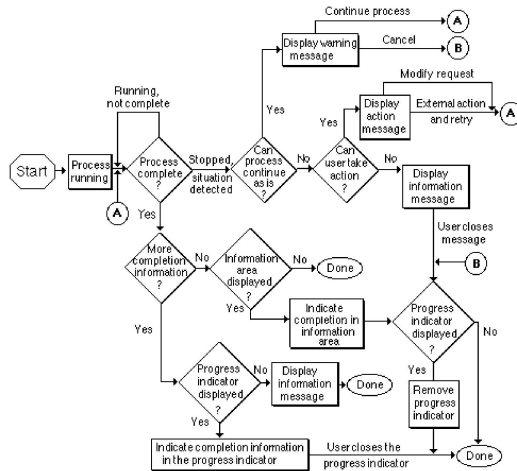 Continue process
A
Display warning
message
Cancel
B
Running,
not complete
Modify request
Display
action
message
External action
and retry
A
Yes
Yes
Start
Process
running
Process
complete
?
Stopped,
situation
detected
Can
process
continue
as is ?
No
Can
user take
action ?
No
Display
information
message
A
Yes
User closes
message
B
More
completion
information
?
No
Information
area
displayed
?
No
Done
Yes
Yes
Indicate
completion in
information
area
Progress
indicator
displayed
?
No
Progress
indicator
displayed
?
No
Display
information
message
Done
Yes
Remove
progress
indicator
Yes
Indicate completion information
in the progress indicator
User closes the
progress indicator
Done